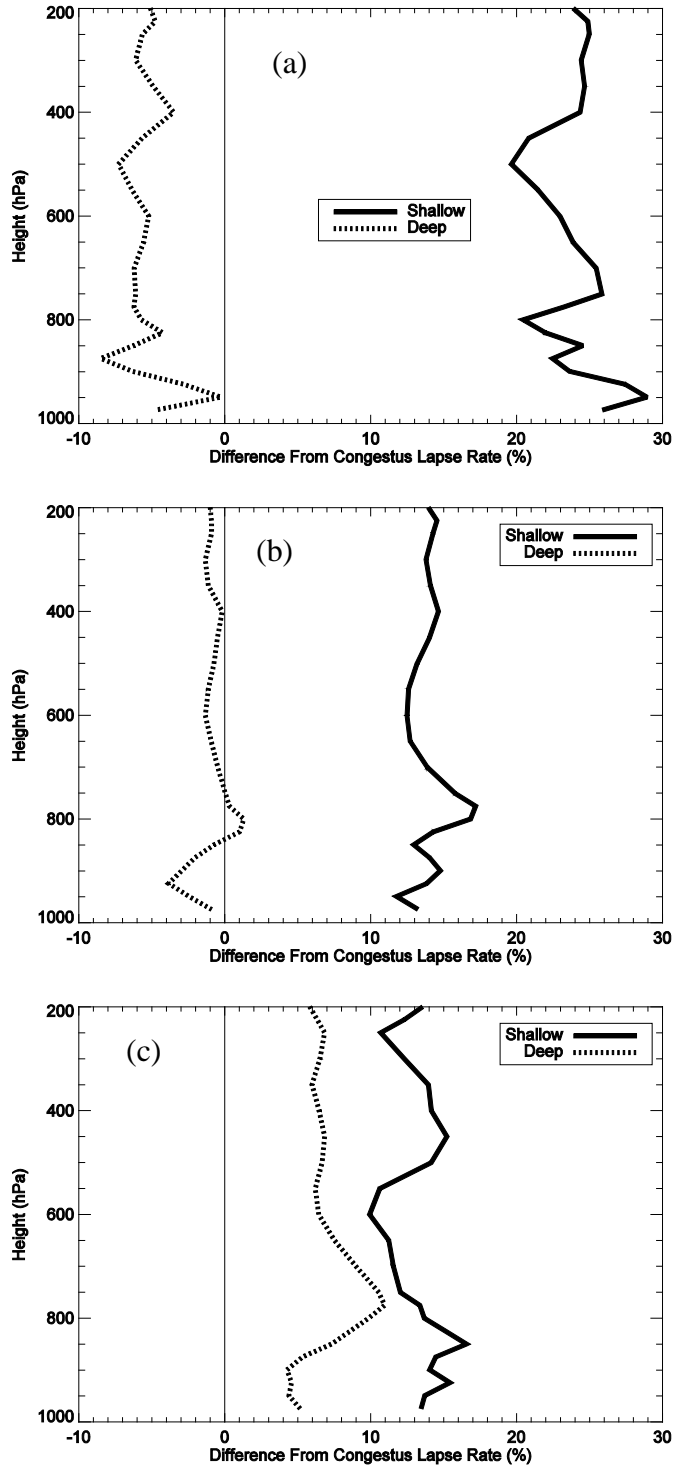 200
(a)
400
Height (hPa)
Shallow
600
Deep
800
1000
-10 0 10 20 30
Difference From Congestus Lapse Rate (%)
200
Shallow
(b)
Deep
400
Height (hPa)
600
800
1000
-10 0 10 20 30
Difference From Congestus Lapse Rate (%)
200
Shallow
(c)
Deep
400
Height (hPa)
600
800
1000
-10 0 10 20 30
Difference From Congestus Lapse Rate (%)